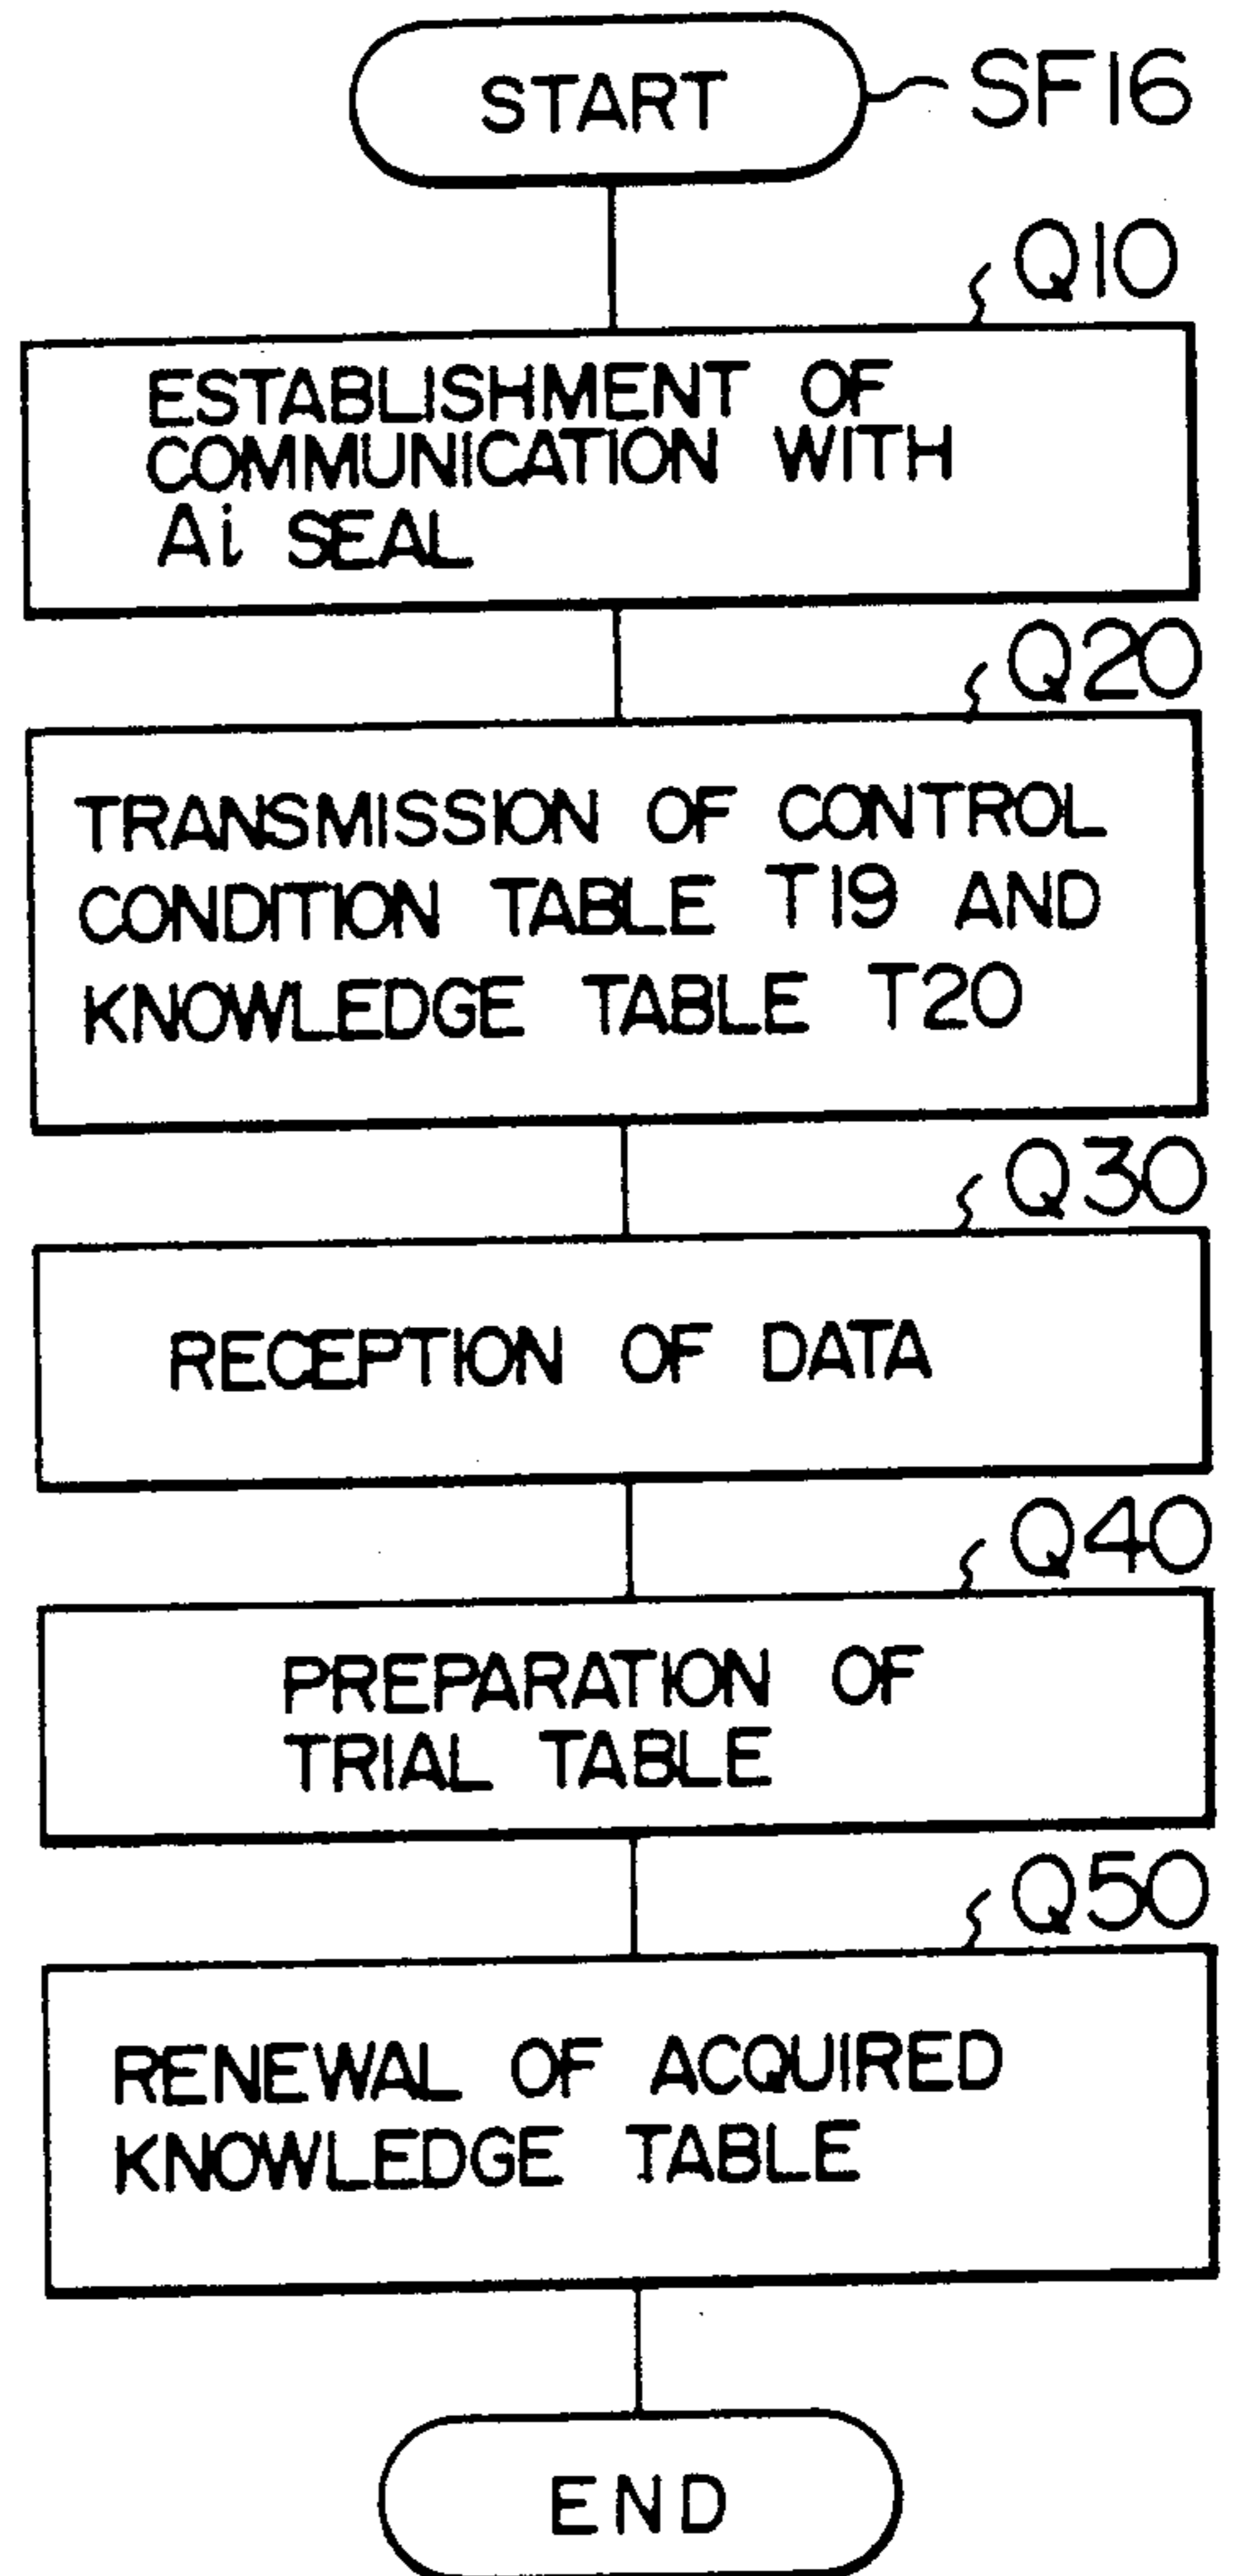 START
SF16
Q10
ESTABLISHMENT OF
COMMUNICATION WITH
Ai SEAL
Q20
TRANSMISSION OF CONTROL
CONDITION TABLE T19 AND
KNOWLEDGE TABLE T20
Q30
RECEPTION OF DATA
Q40
PREPARATION OF
TRIAL TABLE
Q50
RENEWAL OF ACQUIRED
KNOWLEDGE TABLE
END